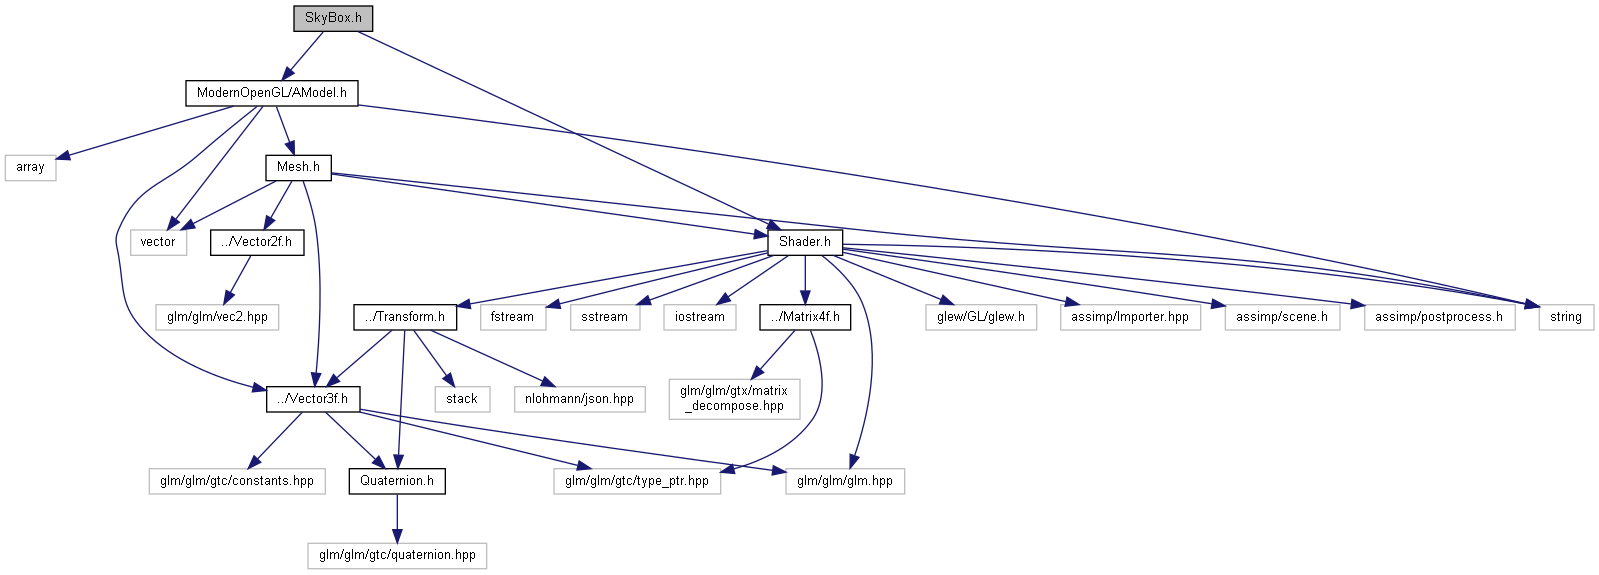 SkyBox.h
ModernOpenGL/AModel.h
array
Mesh.h
vector
../Vector2f.h
Shader.h
glm/glm/vec2.hpp
../Transform.h
fstream
sstream
iostream
../Matrix4f.h
glew/GL/glew.h
assimp/Importer.hpp
assimp/scene.h
assimp/postprocess.h
string
../Vector3f.h
stack
nlohmann/json.hpp
glm/glm/gtx/matrix
_decompose.hpp
glm/glm/gtc/constants.hpp
Quaternion.h
glm/glm/gtc/type_ptr.hpp
glm/glm/glm.hpp
glm/glm/gtc/quaternion.hpp